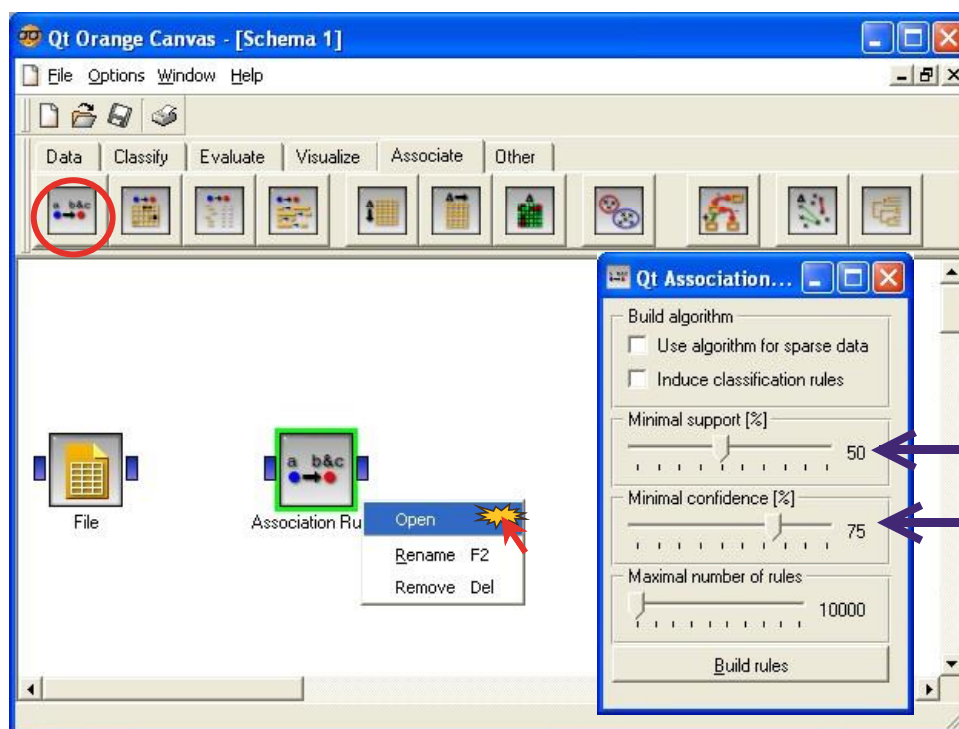 Qt Orange Canvas - [Schema 1]
File Options Window Help
Data Classify Evaluate Visualize Associate Other
a b&c
Qt Association...
Build algorithm
Use algorithm for sparse data
Induce classification rules
Minimal support [%]
50
Minimal confidence [%]
75
Maximal number of rules
10000
Build rules
File
a b&c
Association Ru
Open
Rename F2
Remove Del